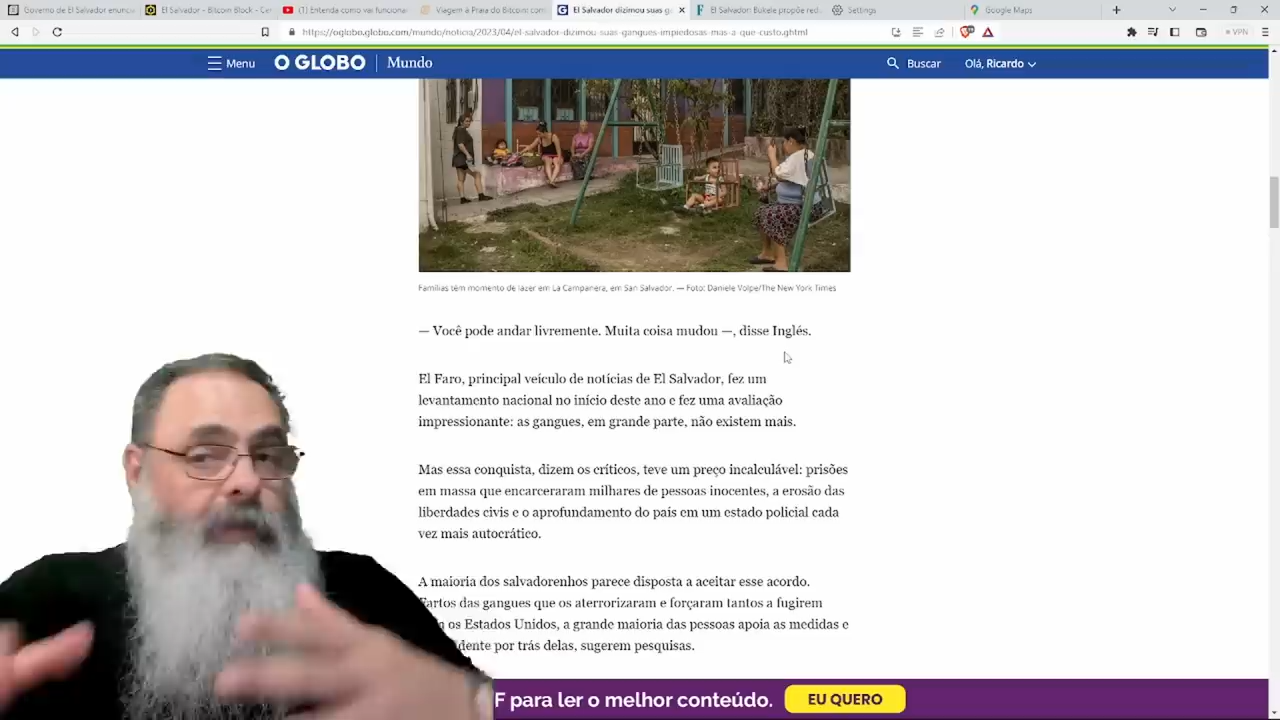 Governo de El Salvador enunc
El Salvador - Bitcoin Block - Cen
(1) Entenda como vai funcionar
Viagem à Praia do Bitcoin: com
El Salvador dizimou suas g
El Salvador: Bukele propõe red
Settings
Google Maps
https://oglobo.globo.com/mundo/noticia/2023/04/el-salvador-dizimou-suas-gangues-impiedosas-mas-a-que-custo.ghtml
VPN
Menu
O GLOBO
Mundo
Buscar
Olá, Ricardo
Famílias têm momento de lazer em La Campanera, em San Salvador. — Foto: Daniele Volpe/The New York Times
— Você pode andar livremente. Muita coisa mudou —, disse Inglés.
El Faro, principal veículo de notícias de El Salvador, fez um
levantamento nacional no início deste ano e fez uma avaliação
impressionante: as gangues, em grande parte, não existem mais.
Mas essa conquista, dizem os críticos, teve um preço incalculável: prisões
em massa que encarceraram milhares de pessoas inocentes, a erosão das
liberdades civis e o aprofundamento do país em um estado policial cada
vez mais autocrático.
A maioria dos salvadorenhos parece disposta a aceitar esse acordo.
Fartos das gangues que os aterrorizaram e forçaram tantos a fugirem
os Estados Unidos, a grande maioria das pessoas apoia as medidas e
dente por trás delas, sugerem pesquisas.
F para ler o melhor conteúdo.
EU QUERO